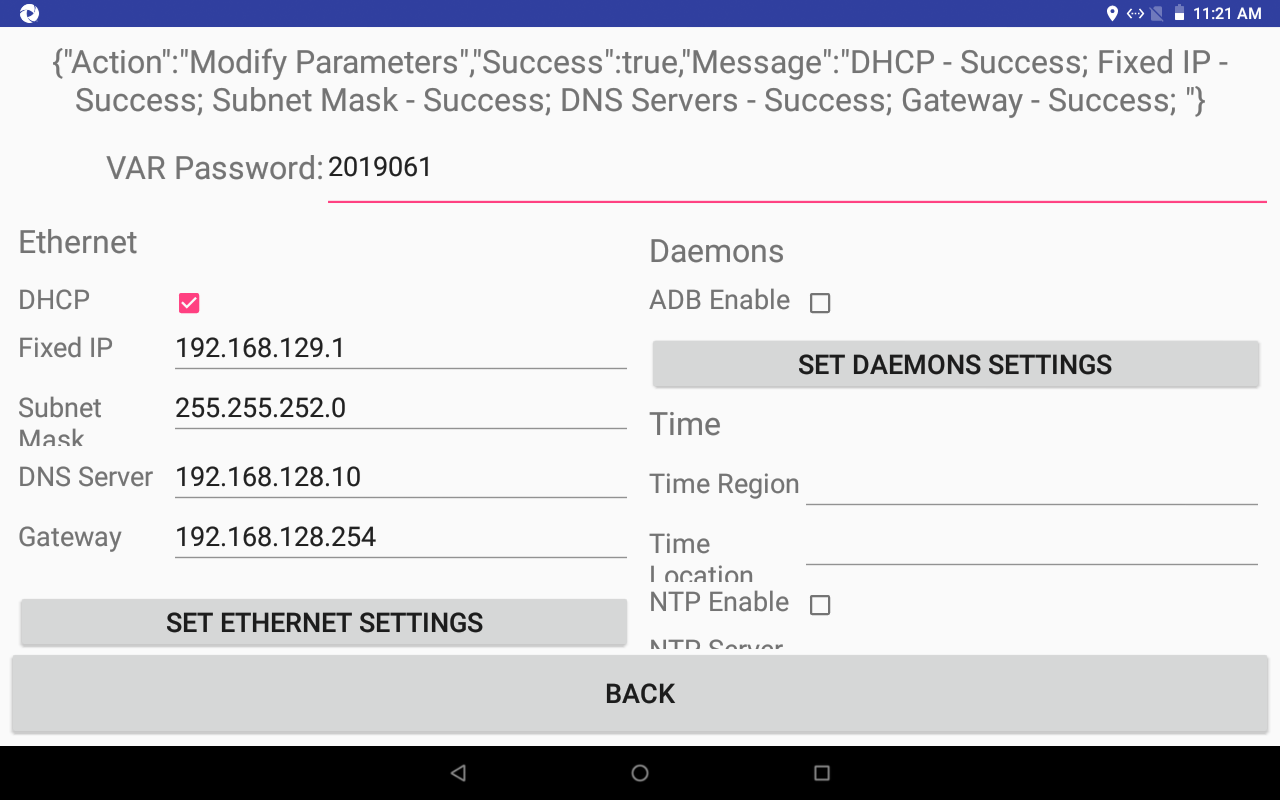 11:21 AM
{"Action":"Modify Parameters","Success":true,"Message":"DHCP - Success; Fixed IP -
Success; Subnet Mask - Success; DNS Servers - Success; Gateway - Success; "}
VAR Password: 2019061
Ethernet
DHCP
Fixed IP 192.168.129.1
Subnet Mask 255.255.252.0
DNS Server 192.168.128.10
Gateway 192.168.128.254
SET ETHERNET SETTINGS
Daemons
ADB Enable
SET DAEMONS SETTINGS
Time
Time Region
Time
Location
NTP Enable
NTP Server
BACK